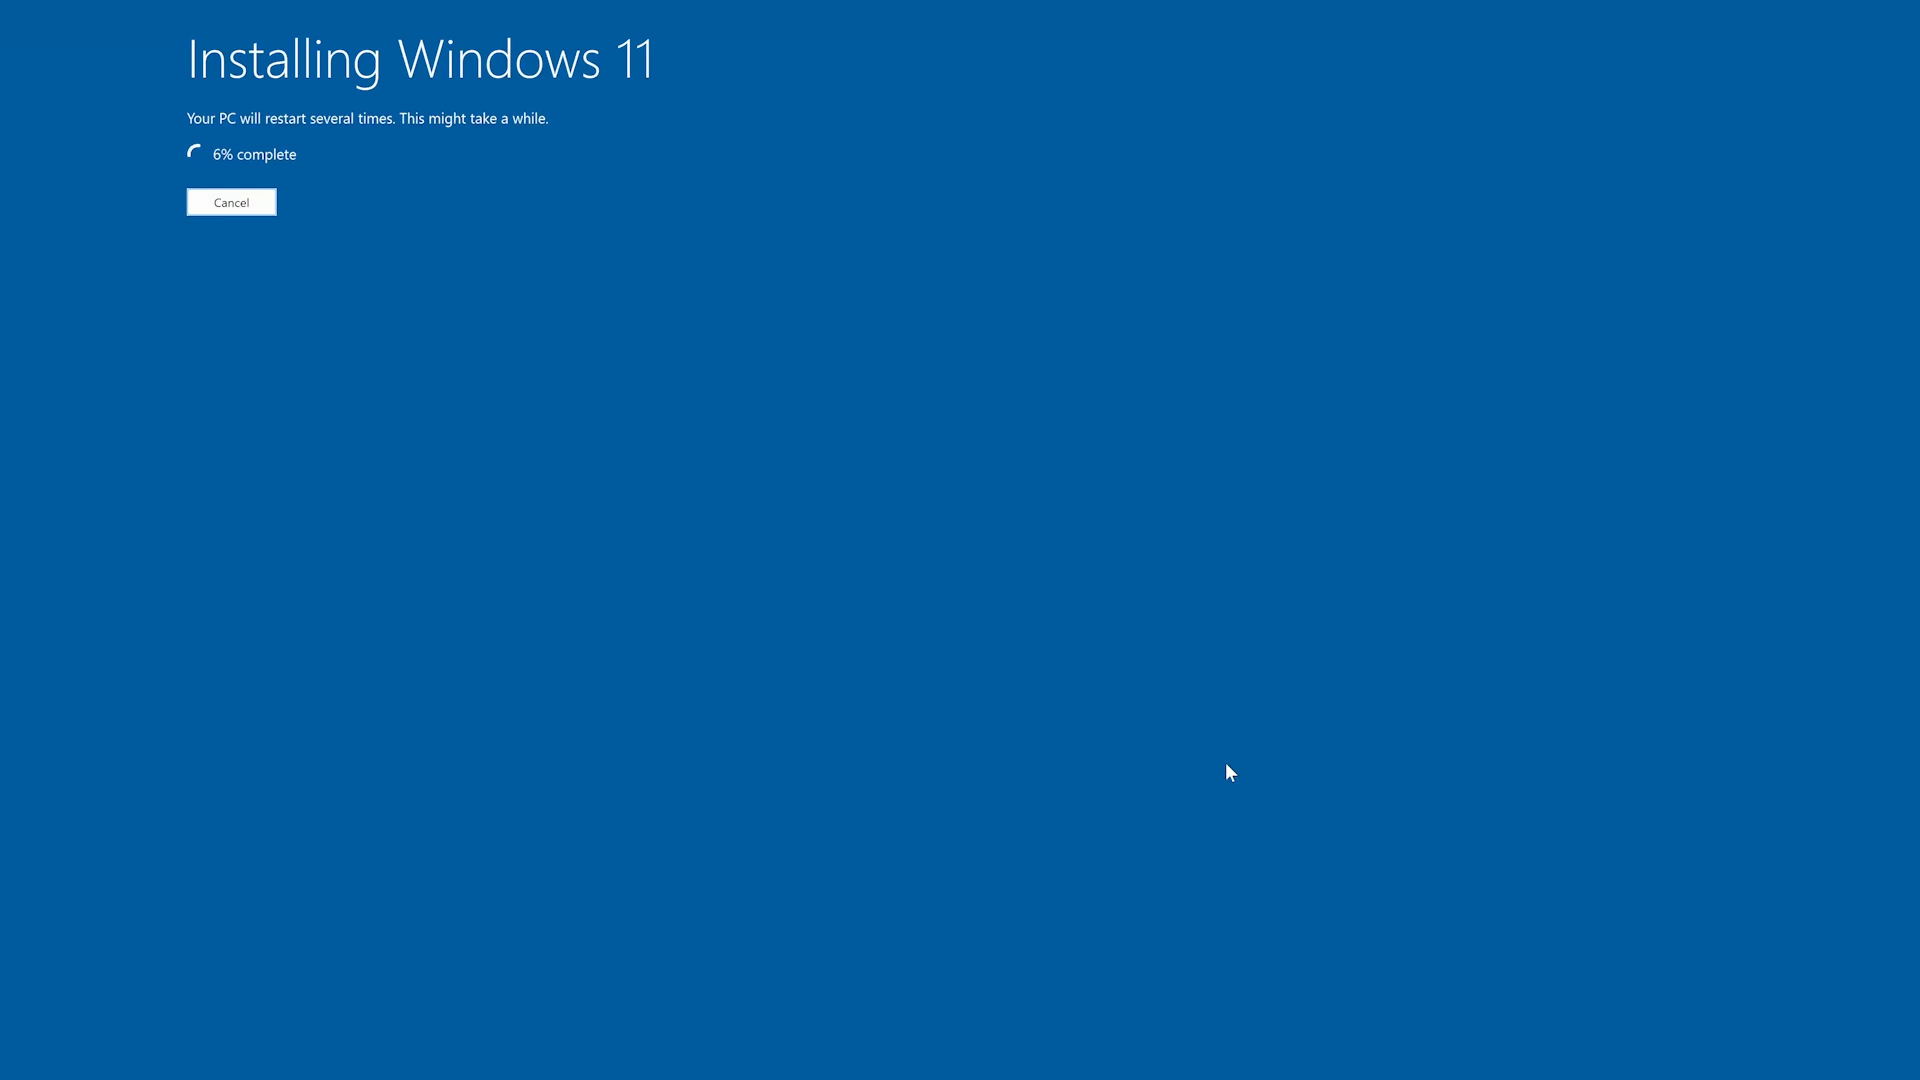 Installing Windows 11
Your PC will restart several times. This might take a while.
6% complete
Cancel